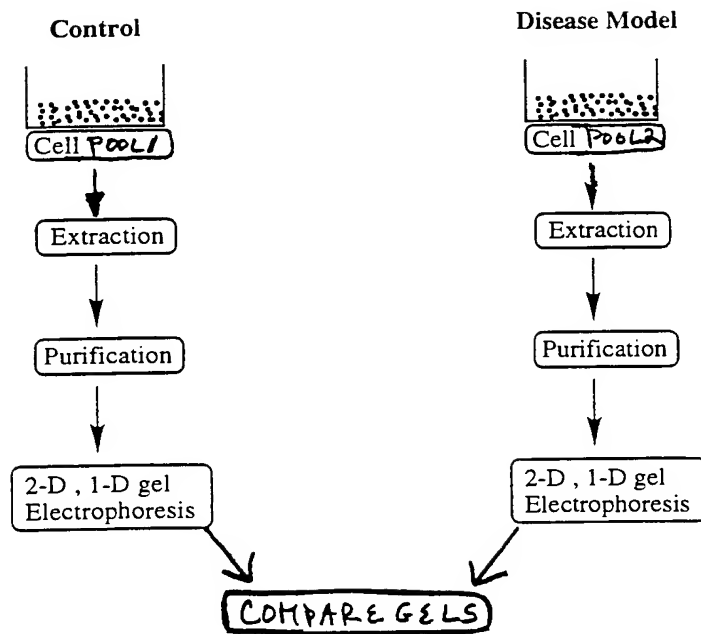 Control
Cell POOL1
Extraction
Purification
2-D , 1-D gel
Electrophoresis
Disease Model
Cell POOL2
Extraction
Purification
2-D , 1-D gel
Electrophoresis
COMPARE GELS